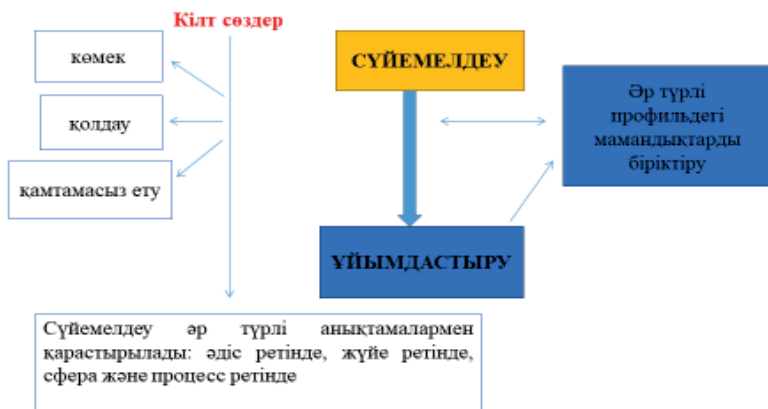 Кілт сөздер
көмек
қолдау
қамтамасыз ету
СҮЙЕМЕЛДЕУ
Әр түрлі
профильдегі
мамандықтарды
біріктіру
ҰЙЫМДАСТЫРУ
Сүйемелдеу әр түрлі анықтамалармен
қарастырылады: әдіс ретінде, жүйе ретінде,
сфера және процесс ретінде